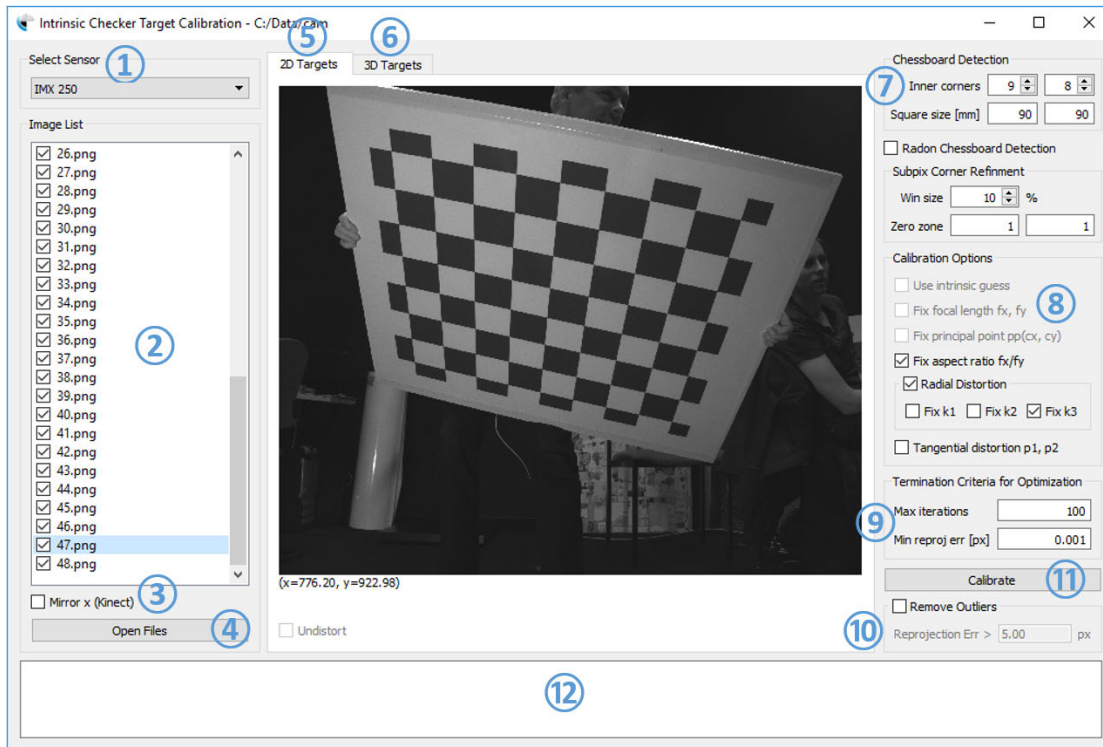 Intrinsic Checker Target Calibration - C:/Data/cam
Select Sensor
①
IMX 250
Image List
26.png
27.png
28.png
29.png
30.png
31.png
32.png
33.png
34.png
35.png
36.png
②
37.png
38.png
39.png
40.png
41.png
42.png
43.png
44.png
45.png
46.png
47.png
48.png
Mirror x (Kinect)
③
Open Files
④
⑤ ⑥
2D Targets 3D Targets
(x=776.20, y=922.98)
Undistort
Chessboard Detection
⑦ Inner corners 9 8
Square size [mm] 90 90
Radon Chessboard Detection
Subpix Corner Refinment
Win size 10 %
Zero zone 1 1
Calibration Options
Use intrinsic guess
Fix focal length fx, fy
⑧
Fix principal point pp(cx, cy)
Fix aspect ratio fx/fy
Radial Distortion
Fix k1 Fix k2 Fix k3
Tangential distortion p1, p2
Termination Criteria for Optimization
Max iterations 100
⑨
Min reproj err [px] 0.001
Calibrate ⑪
Remove Outliers
⑩ Reprojection Err > 5.00 px
⑫